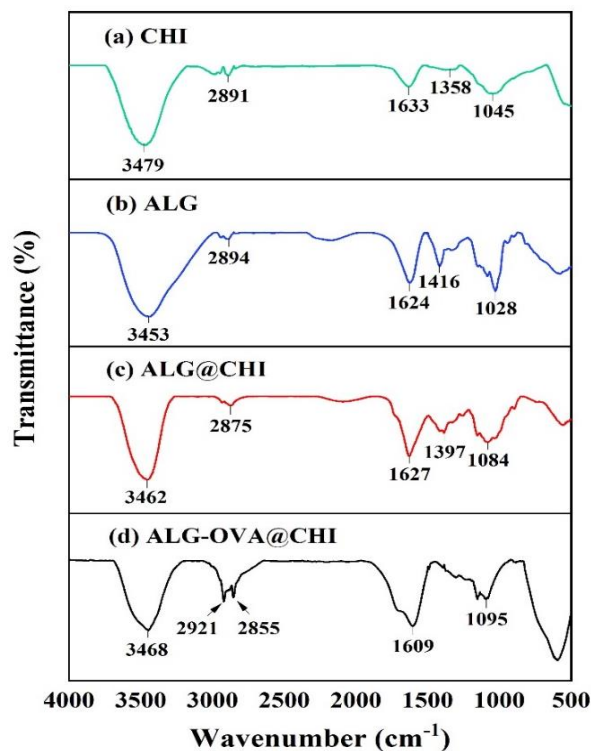 (a) CHI
2891
1633
1358
1045
3479
(b) ALG
2894
1624
1416
1028
3453
(c) ALG@CHI
2875
1627
1397
1084
3462
(d) ALG-OVA@CHI
2921
2855
1609
1095
3468
Transmittance (%)
4000 3500 3000 2500 2000 1500 1000 500
Wavenumber (cm⁻¹)